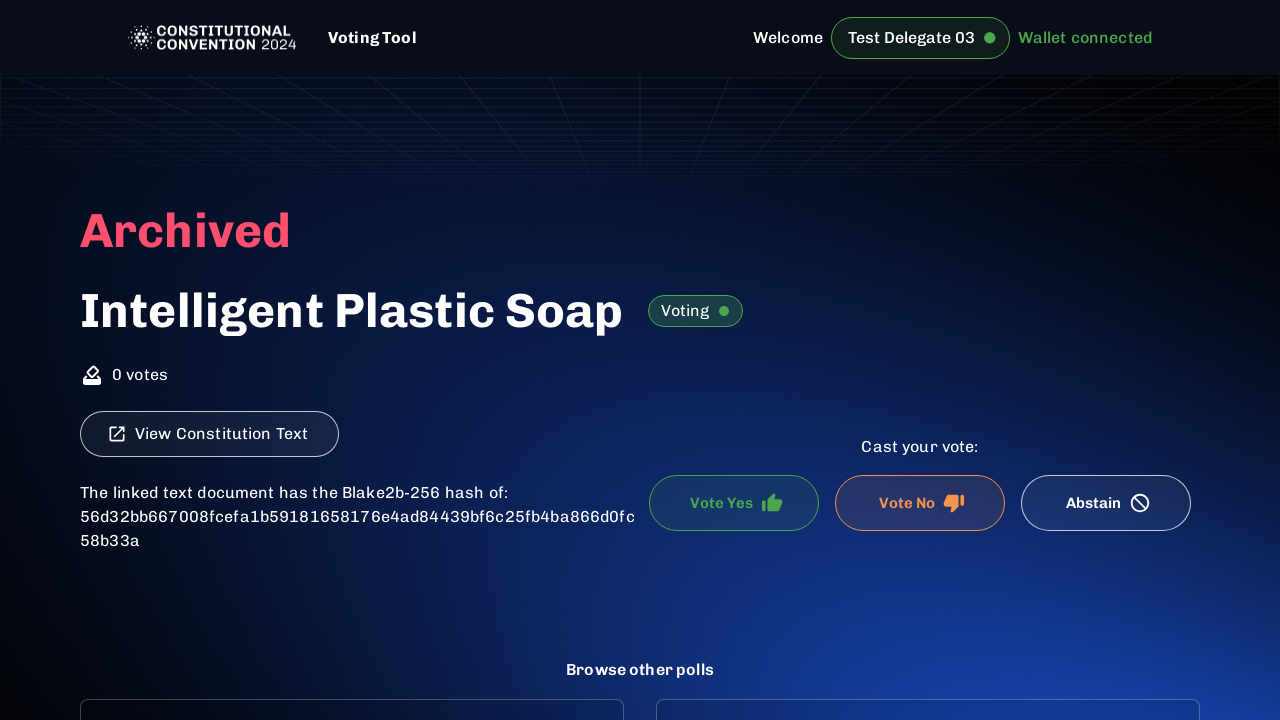 CONSTITUTIONAL
CONVENTION 2024
Voting Tool
Welcome
Test Delegate 03
Wallet connected
Archived
Intelligent Plastic Soap
Voting
0 votes
View Constitution Text
Cast your vote:
The linked text document has the Blake2b-256 hash of:
56d32bb667008fcefa1b59181658176e4ad84439bf6c25fb4ba866d0fc
58b33a
Vote Yes
Vote No
Abstain
Browse other polls